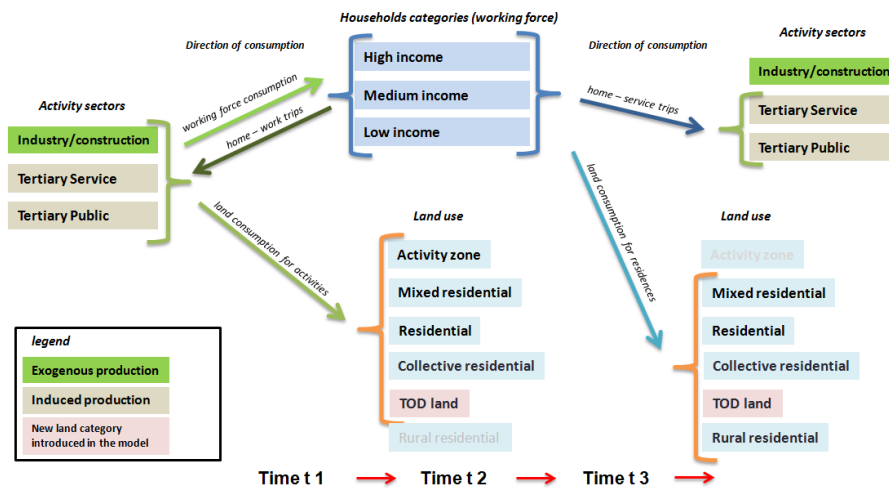 Households categories (working force)
Direction of consumption
High income
Medium income
Low income
Direction of consumption
Activity sectors
Industry/construction
Tertiary Service
Tertiary Public
Activity sectors
Industry/construction
Tertiary Service
Tertiary Public
working force consumption
home – work trips
home – service trips
land consumption for activities
land consumption for residences
Land use
Activity zone
Mixed residential
Residential
Collective residential
TOD land
Rural residential
Land use
Activity zone
Mixed residential
Residential
Collective residential
TOD land
Rural residential
legend
Exogenous production
Induced production
New land category
introduced in the model
Time t 1
Time t 2
Time t 3